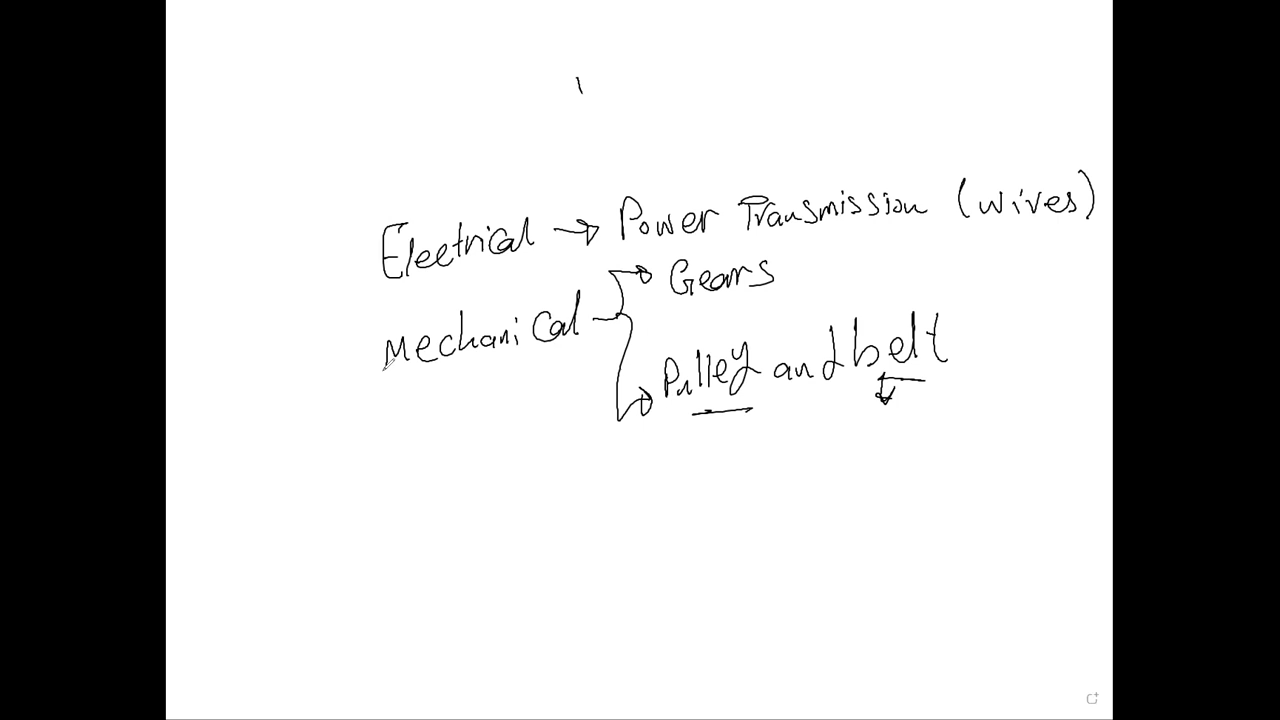 Electrical → Power Transmission (wires)
Mechanical → Gears
→ Pulley and belt